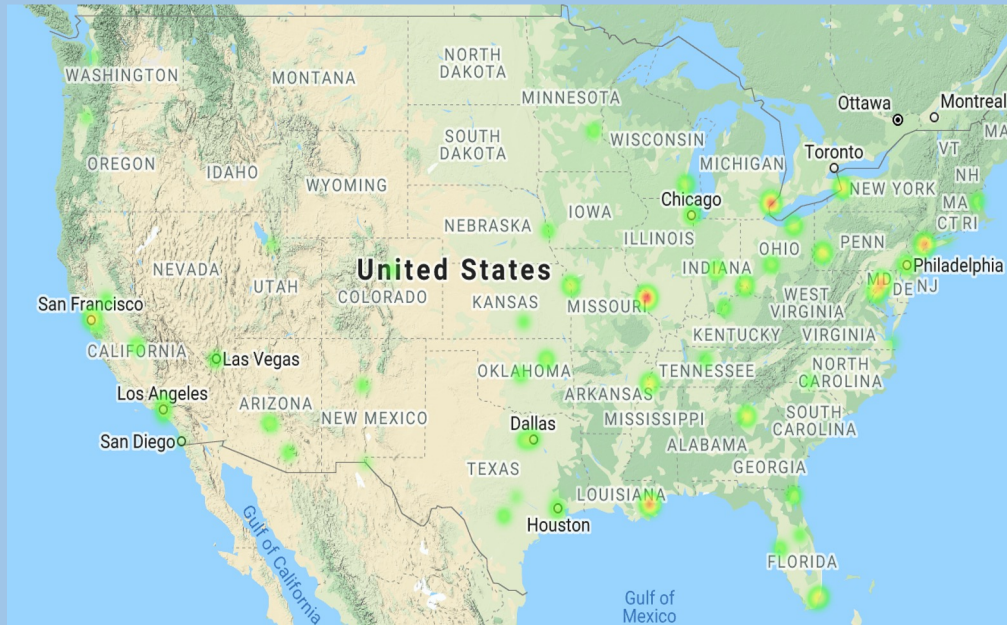 WASHINGTON
MONTANA
NORTH
DAKOTA
MINNESOTA
Ottawa
Montreal
MA
VT
NH
MA
CT RI
OREGON
IDAHO
WYOMING
SOUTH
DAKOTA
WISCONSIN
MICHIGAN
Toronto
NEW YORK
NEBRASKA
IOWA
Chicago
ILLINOIS
INDIANA
OHIO
PENN
Philadelphia
MD
DE
NJ
NEVADA
UTAH
United States
COLORADO
KANSAS
MISSOURI
WEST
VIRGINIA
San Francisco
CALIFORNIA
Las Vegas
KENTUCKY
VIRGINIA
Los Angeles
ARIZONA
NEW MEXICO
OKLAHOMA
ARKANSAS
TENNESSEE
NORTH
CAROLINA
San Diego
Dallas
MISSISSIPPI
ALABAMA
SOUTH
CAROLINA
TEXAS
LOUISIANA
GEORGIA
Houston
FLORIDA
Gulf of California
Gulf of
Mexico